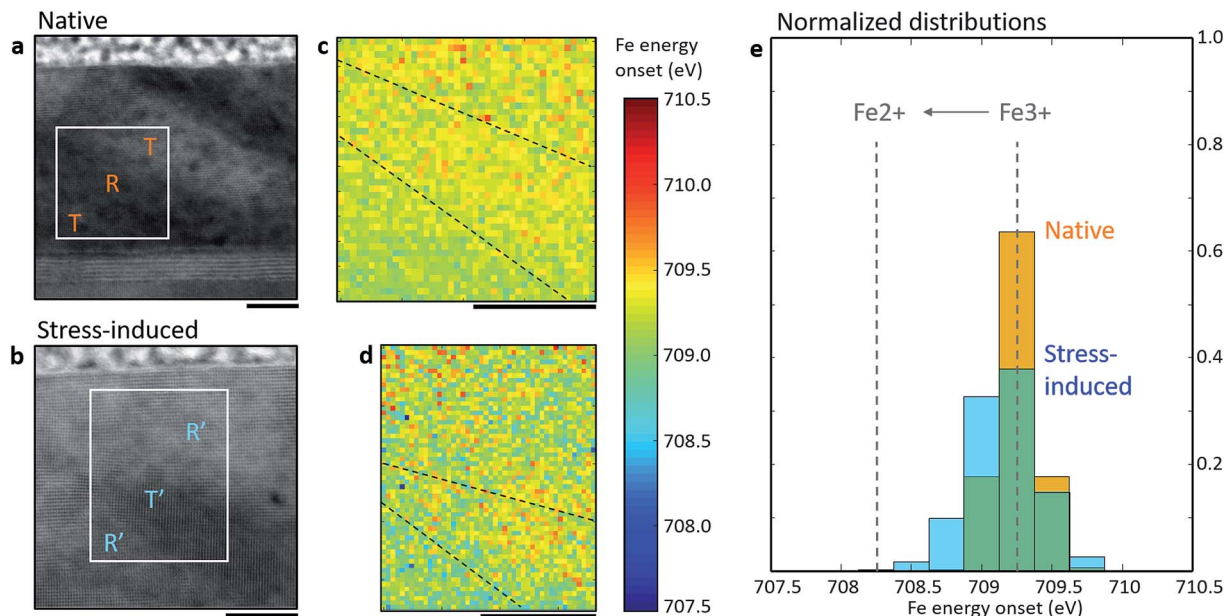 Native
a
T
R
T
c
Fe energy
onset (eV)
710.5
710.0
709.5
709.0
708.5
708.0
707.5
Stress-induced
b
R’
T’
R’
d
Normalized distributions
e
Fe2+
Fe3+
Native
Stress-
induced
1.0
0.8
0.6
0.4
0.2
707.5
708
708.5
709
709.5
710
710.5
Fe energy onset (eV)